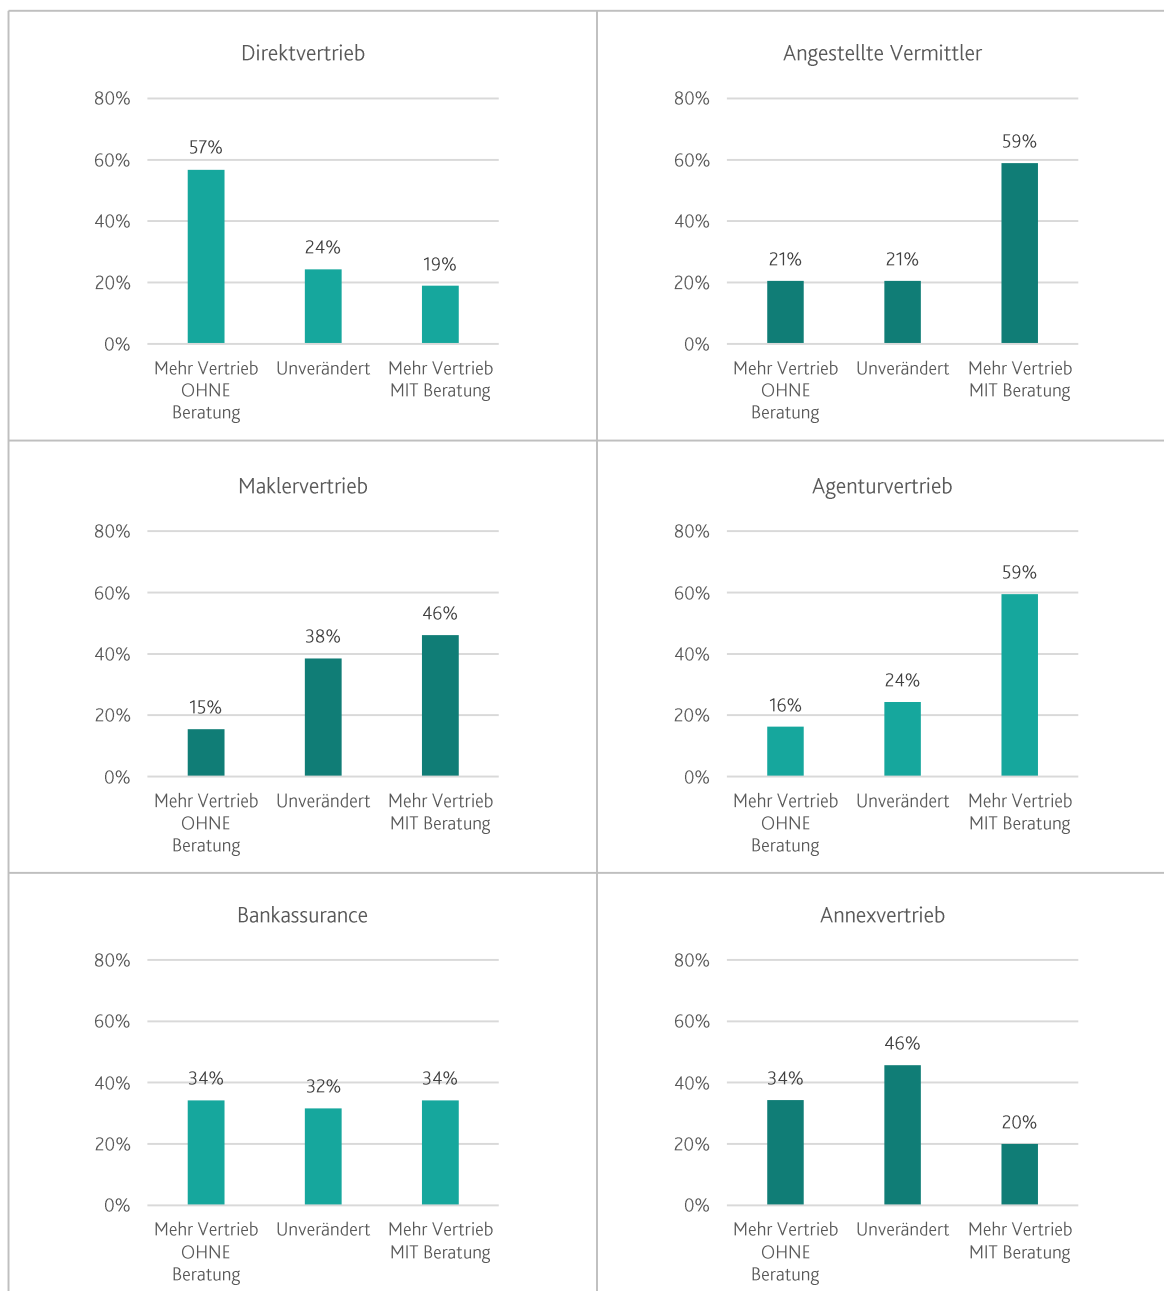 Direktvertrieb
80%
60%
40%
20%
0%
57%
24%
19%
Mehr Vertrieb
OHNE
Beratung
Unverändert
Mehr Vertrieb
MIT Beratung
Angestellte Vermittler
80%
60%
40%
20%
0%
21%
21%
59%
Mehr Vertrieb
OHNE
Beratung
Unverändert
Mehr Vertrieb
MIT Beratung
Maklervertrieb
80%
60%
40%
20%
0%
15%
38%
46%
Mehr Vertrieb
OHNE
Beratung
Unverändert
Mehr Vertrieb
MIT Beratung
Agenturvertrieb
80%
60%
40%
20%
0%
16%
24%
59%
Mehr Vertrieb
OHNE
Beratung
Unverändert
Mehr Vertrieb
MIT Beratung
Bankassurance
80%
60%
40%
20%
0%
34%
32%
34%
Mehr Vertrieb
OHNE
Beratung
Unverändert
Mehr Vertrieb
MIT Beratung
Annexvertrieb
80%
60%
40%
20%
0%
34%
46%
20%
Mehr Vertrieb
OHNE
Beratung
Unverändert
Mehr Vertrieb
MIT Beratung